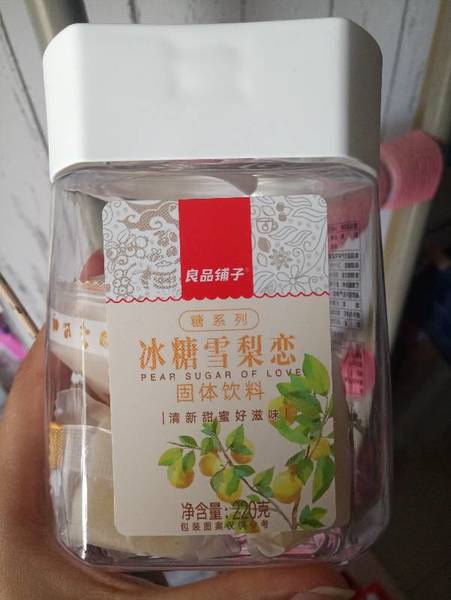 良品铺子
糖系列
冰糖雪梨恋
PEAR SUGAR OF LOVE
固体饮料
清新甜蜜好滋味
净含量:220克
包装图案仅供参考